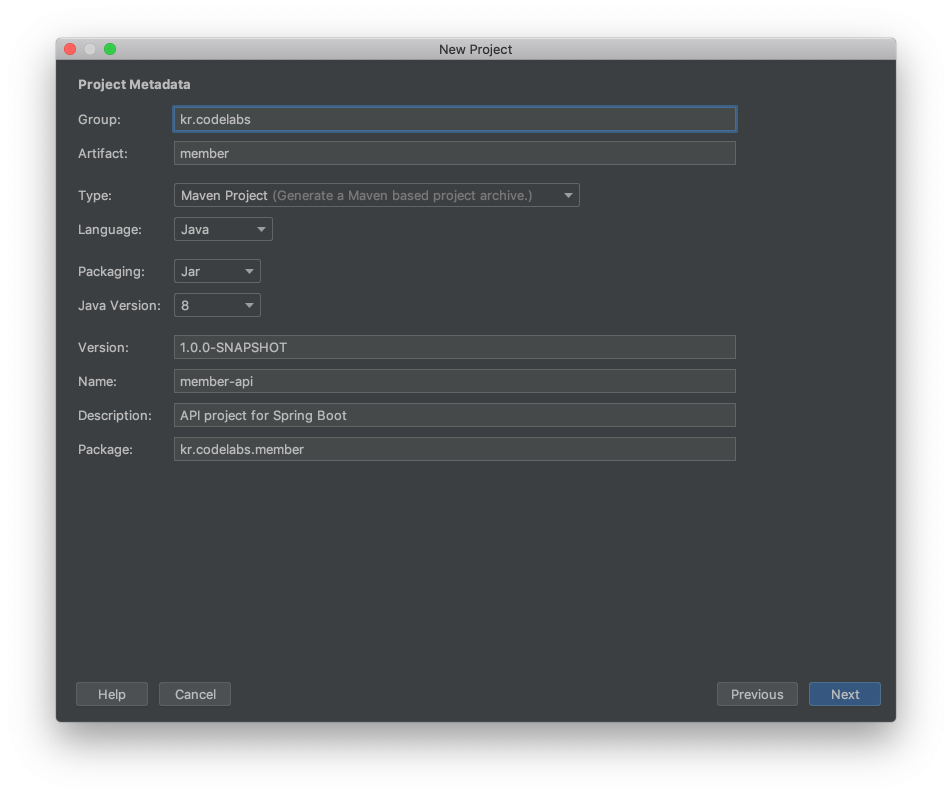 New Project
Project Metadata
Group: kr.codelabs
Artifact: member
Type: Maven Project (Generate a Maven based project archive.)
Language: Java
Packaging: Jar
Java Version: 8
Version: 1.0.0-SNAPSHOT
Name: member-api
Description: API project for Spring Boot
Package: kr.codelabs.member
Help Cancel Previous Next